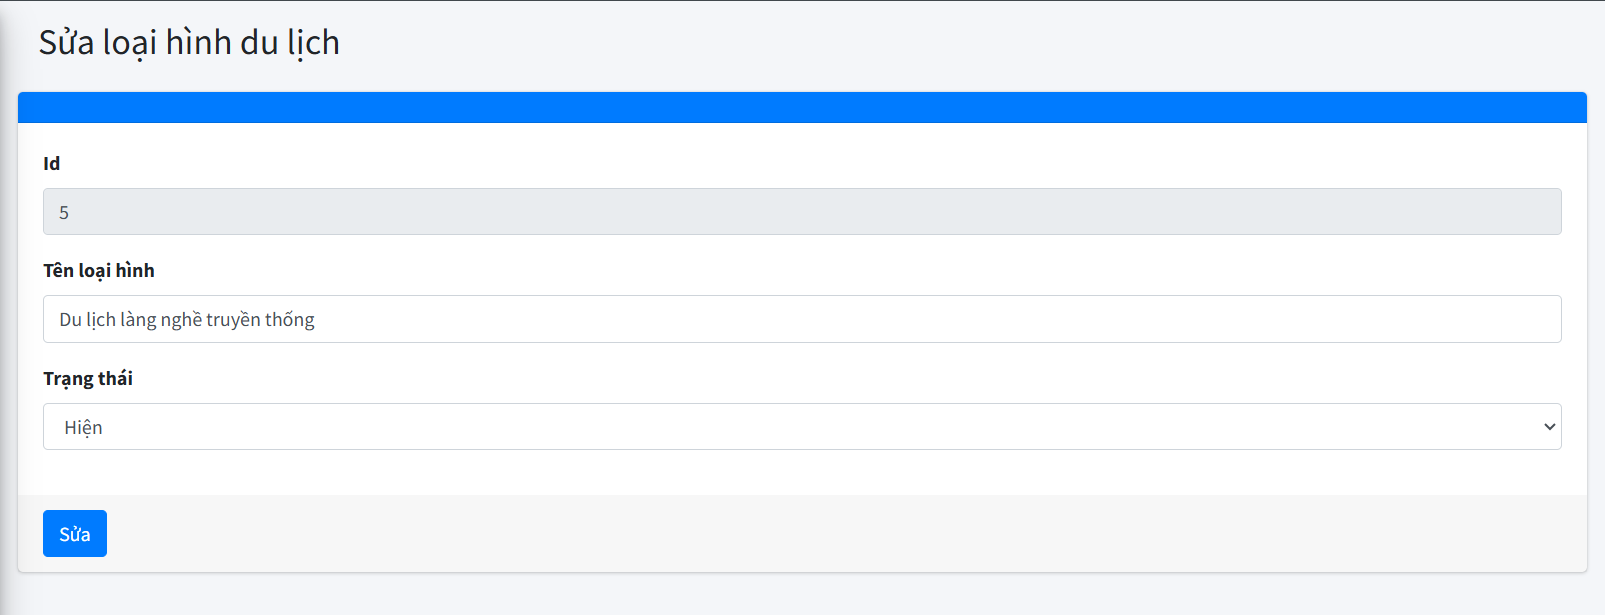 Sửa loại hình du lịch
Id
5
Tên loại hình
Du lịch làng nghề truyền thống
Trạng thái
Hiện
Sửa